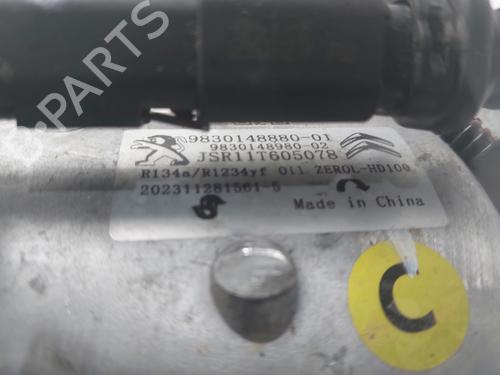 9830148880-01
9830148980-02
JSR11T605078
R134a/R1234yf Oil ZEROL-HD100
202311281561-5
Made in China
C
B-PARTS